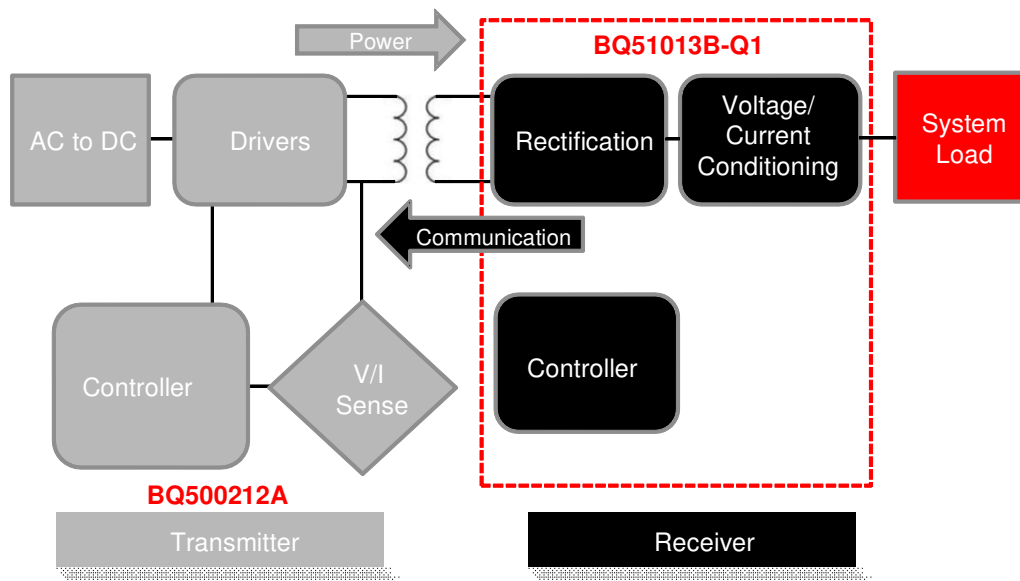 Power
BQ51013B-Q1
AC to DC
Drivers
Rectification
Voltage/
Current
Conditioning
System
Load
Communication
Controller
V/I
Sense
Controller
BQ500212A
Transmitter
Receiver